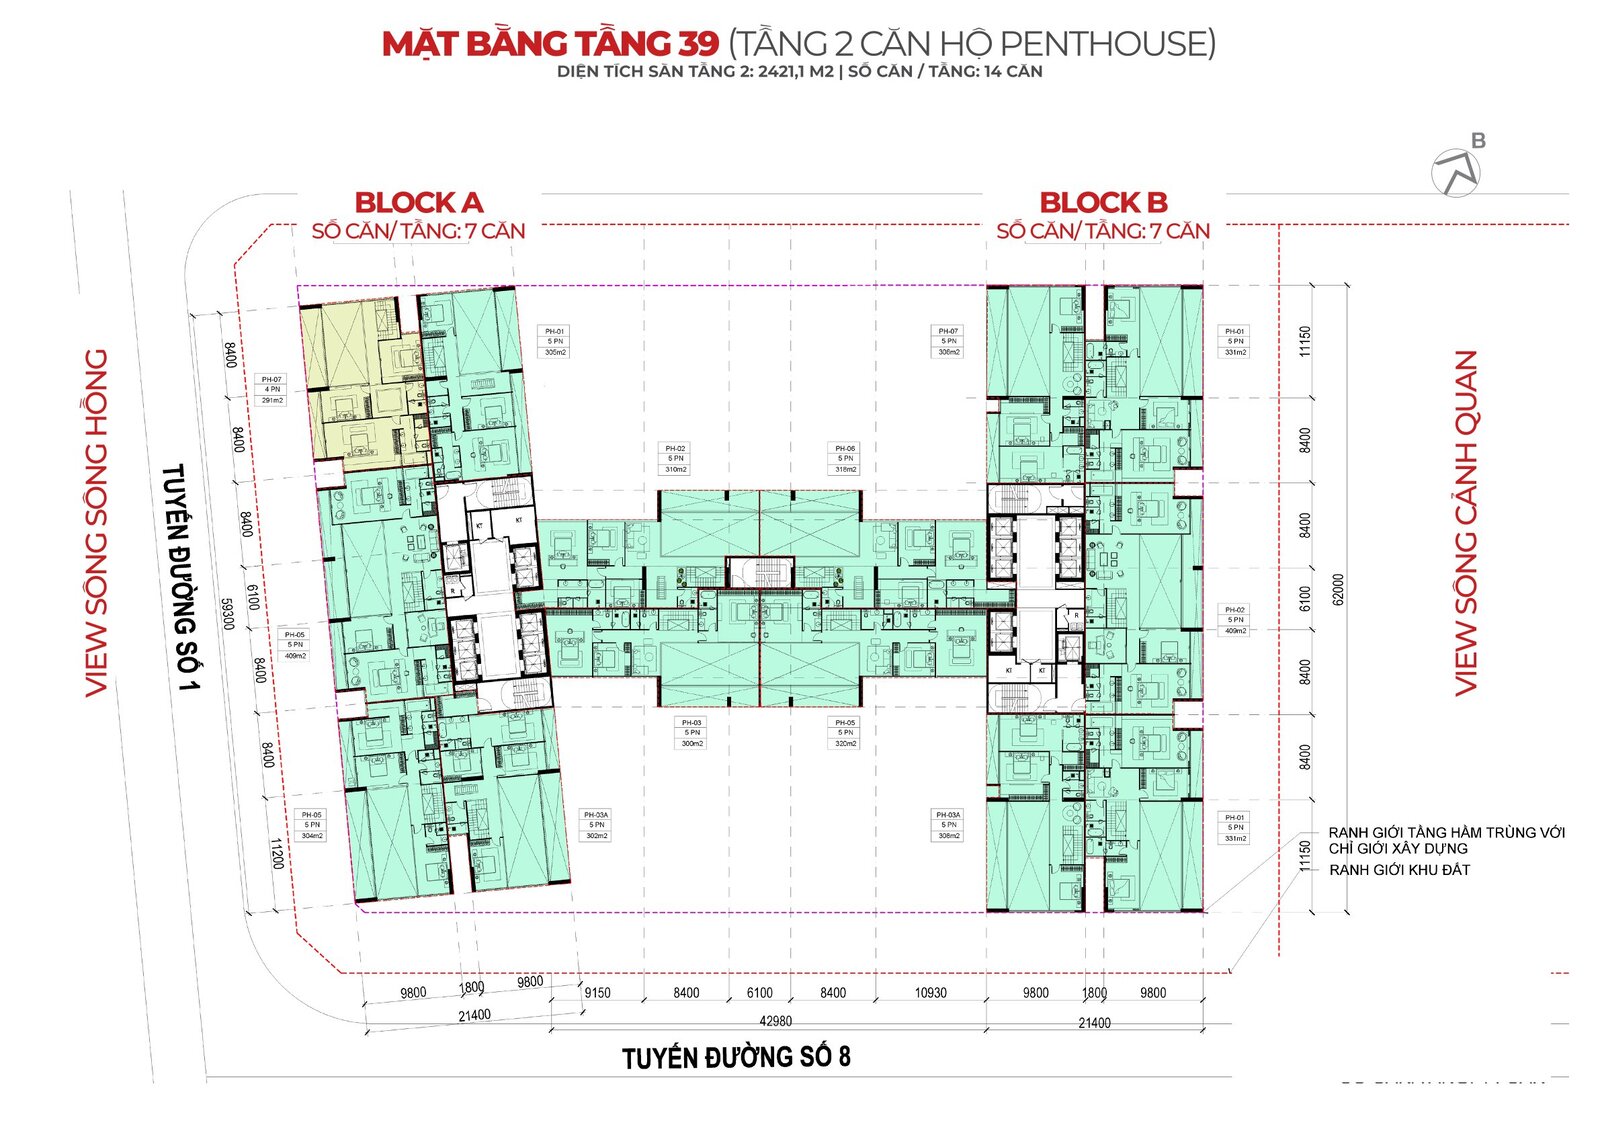 MẶT BẰNG TẦNG 39 (TẦNG 2 CĂN HỘ PENTHOUSE)
DIỆN TÍCH SÀN TẦNG 2: 2421,1 M2 | SỐ CĂN / TẦNG: 14 CĂN
B
BLOCK A
SỐ CĂN/ TẦNG: 7 CĂN
BLOCK B
SỐ CĂN/ TẦNG: 7 CĂN
VIEW SÔNG SÔNG HỒNG
TUYẾN ĐƯỜNG SỐ 1
VIEW SÔNG CẢNH QUAN
PH-01
5 PN
305m2
PH-07
5 PN
306m2
PH-01
5 PN
331m2
PH-07
4 PN
291m2
PH-02
5 PN
310m2
PH-06
5 PN
318m2
PH-05
5 PN
409m2
PH-02
5 PN
409m2
PH-03
5 PN
300m2
PH-05
5 PN
320m2
PH-05
5 PN
304m2
PH-03A
5 PN
302m2
PH-03A
5 PN
308m2
PH-01
5 PN
331m2
KT
KT
R
R
KT
KT
8400
8400
8400
6100
8400
8400
11200
59300
11150
8400
8400
6100
8400
8400
11150
62000
RANH GIỚI TẦNG HẦM TRÙNG VỚI
CHỈ GIỚI XÂY DỰNG
RANH GIỚI KHU ĐẤT
9800
1800
9800
21400
9150
8400
6100
8400
10930
42980
9800
1800
9800
21400
TUYẾN ĐƯỜNG SỐ 8